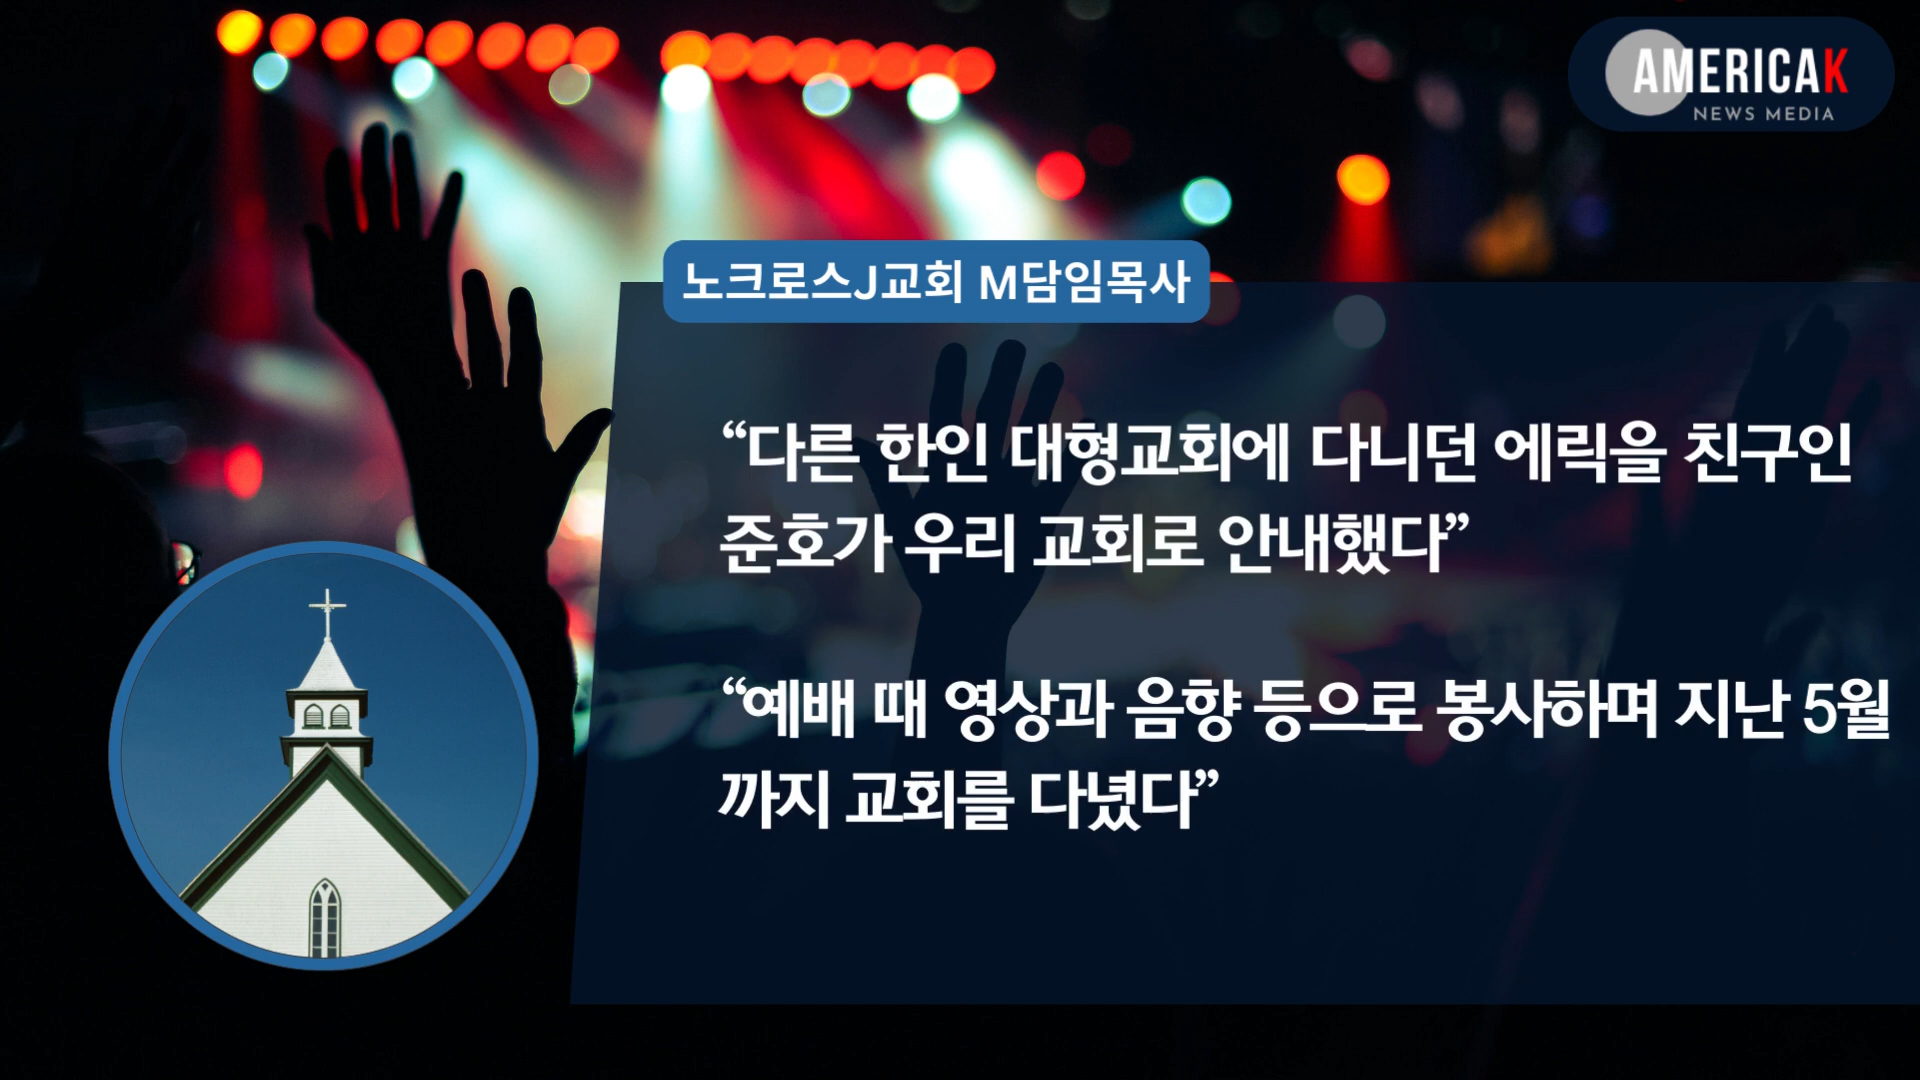 AMERICAK
NEWS MEDIA
노크로스J교회 M담임목사
“다른 한인 대형교회에 다니던 에릭을 친구인
준호가 우리 교회로 안내했다”
“예배 때 영상과 음향 등으로 봉사하며 지난 5월
까지 교회를 다녔다”